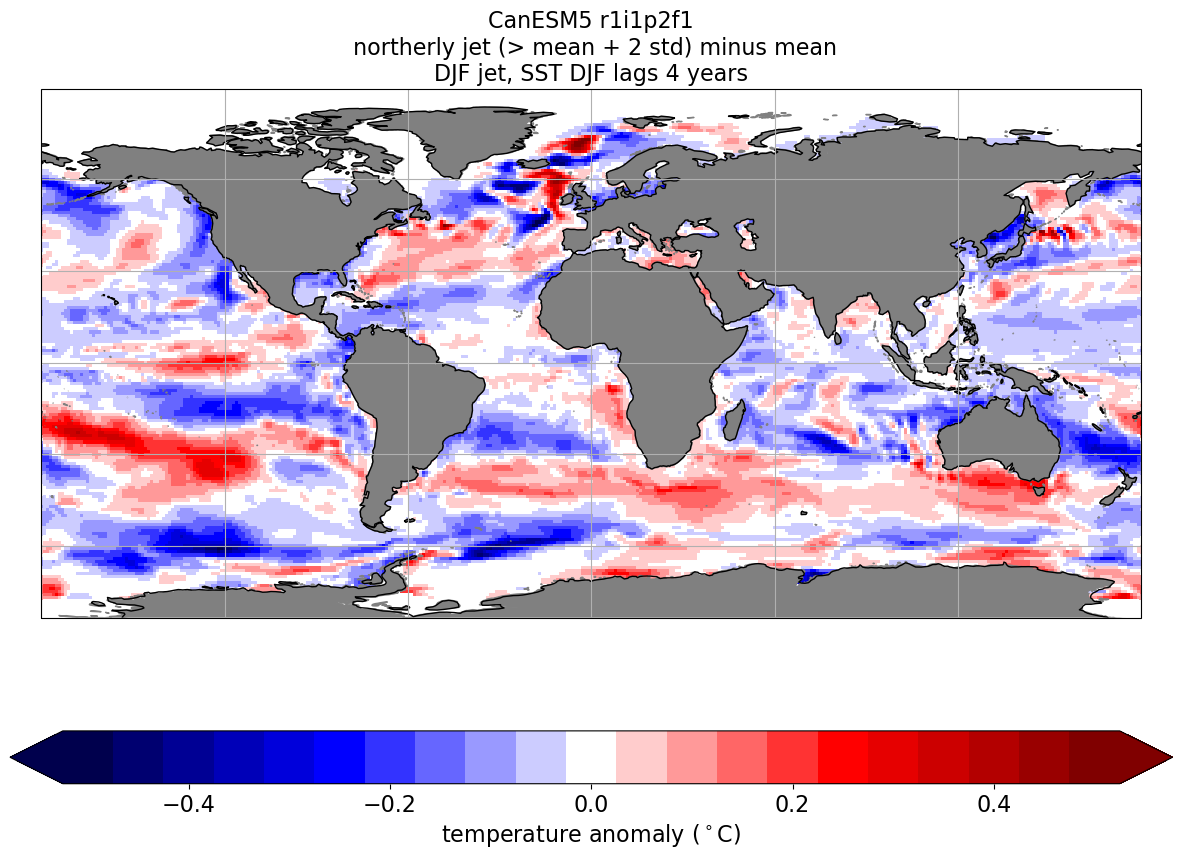 CanESM5 r1i1p2f1
northerly jet (> mean + 2 std) minus mean
DJF jet, SST DJF lags 4 years
−0.4 −0.2 0.0 0.2 0.4
temperature anomaly (°C)